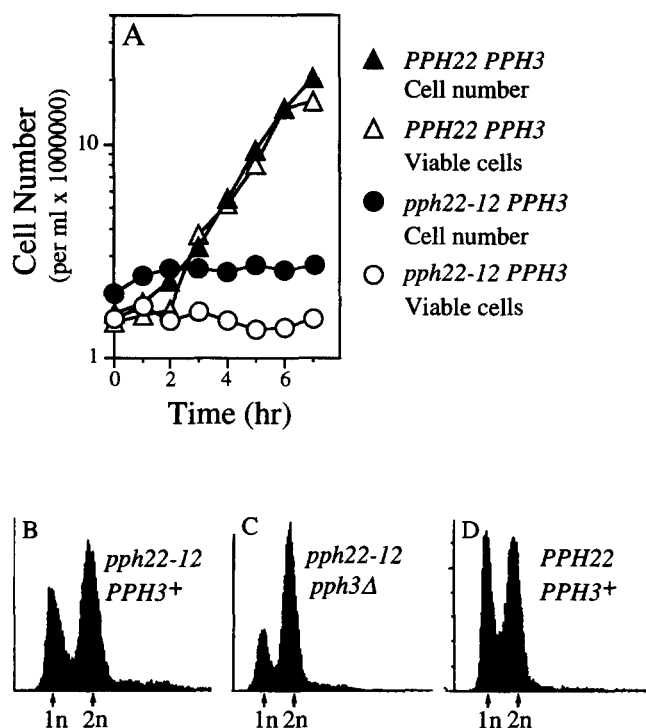 A
Cell Number
(per ml x 1000000)
10
1
0 2 4 6
Time (hr)
PPH22 PPH3
Cell number
PPH22 PPH3
Viable cells
pph22-12 PPH3
Cell number
pph22-12 PPH3
Viable cells
B
pph22-12
PPH3+
1n 2n
C
pph22-12
pph3Δ
1n 2n
D
PPH22
PPH3+
1n 2n